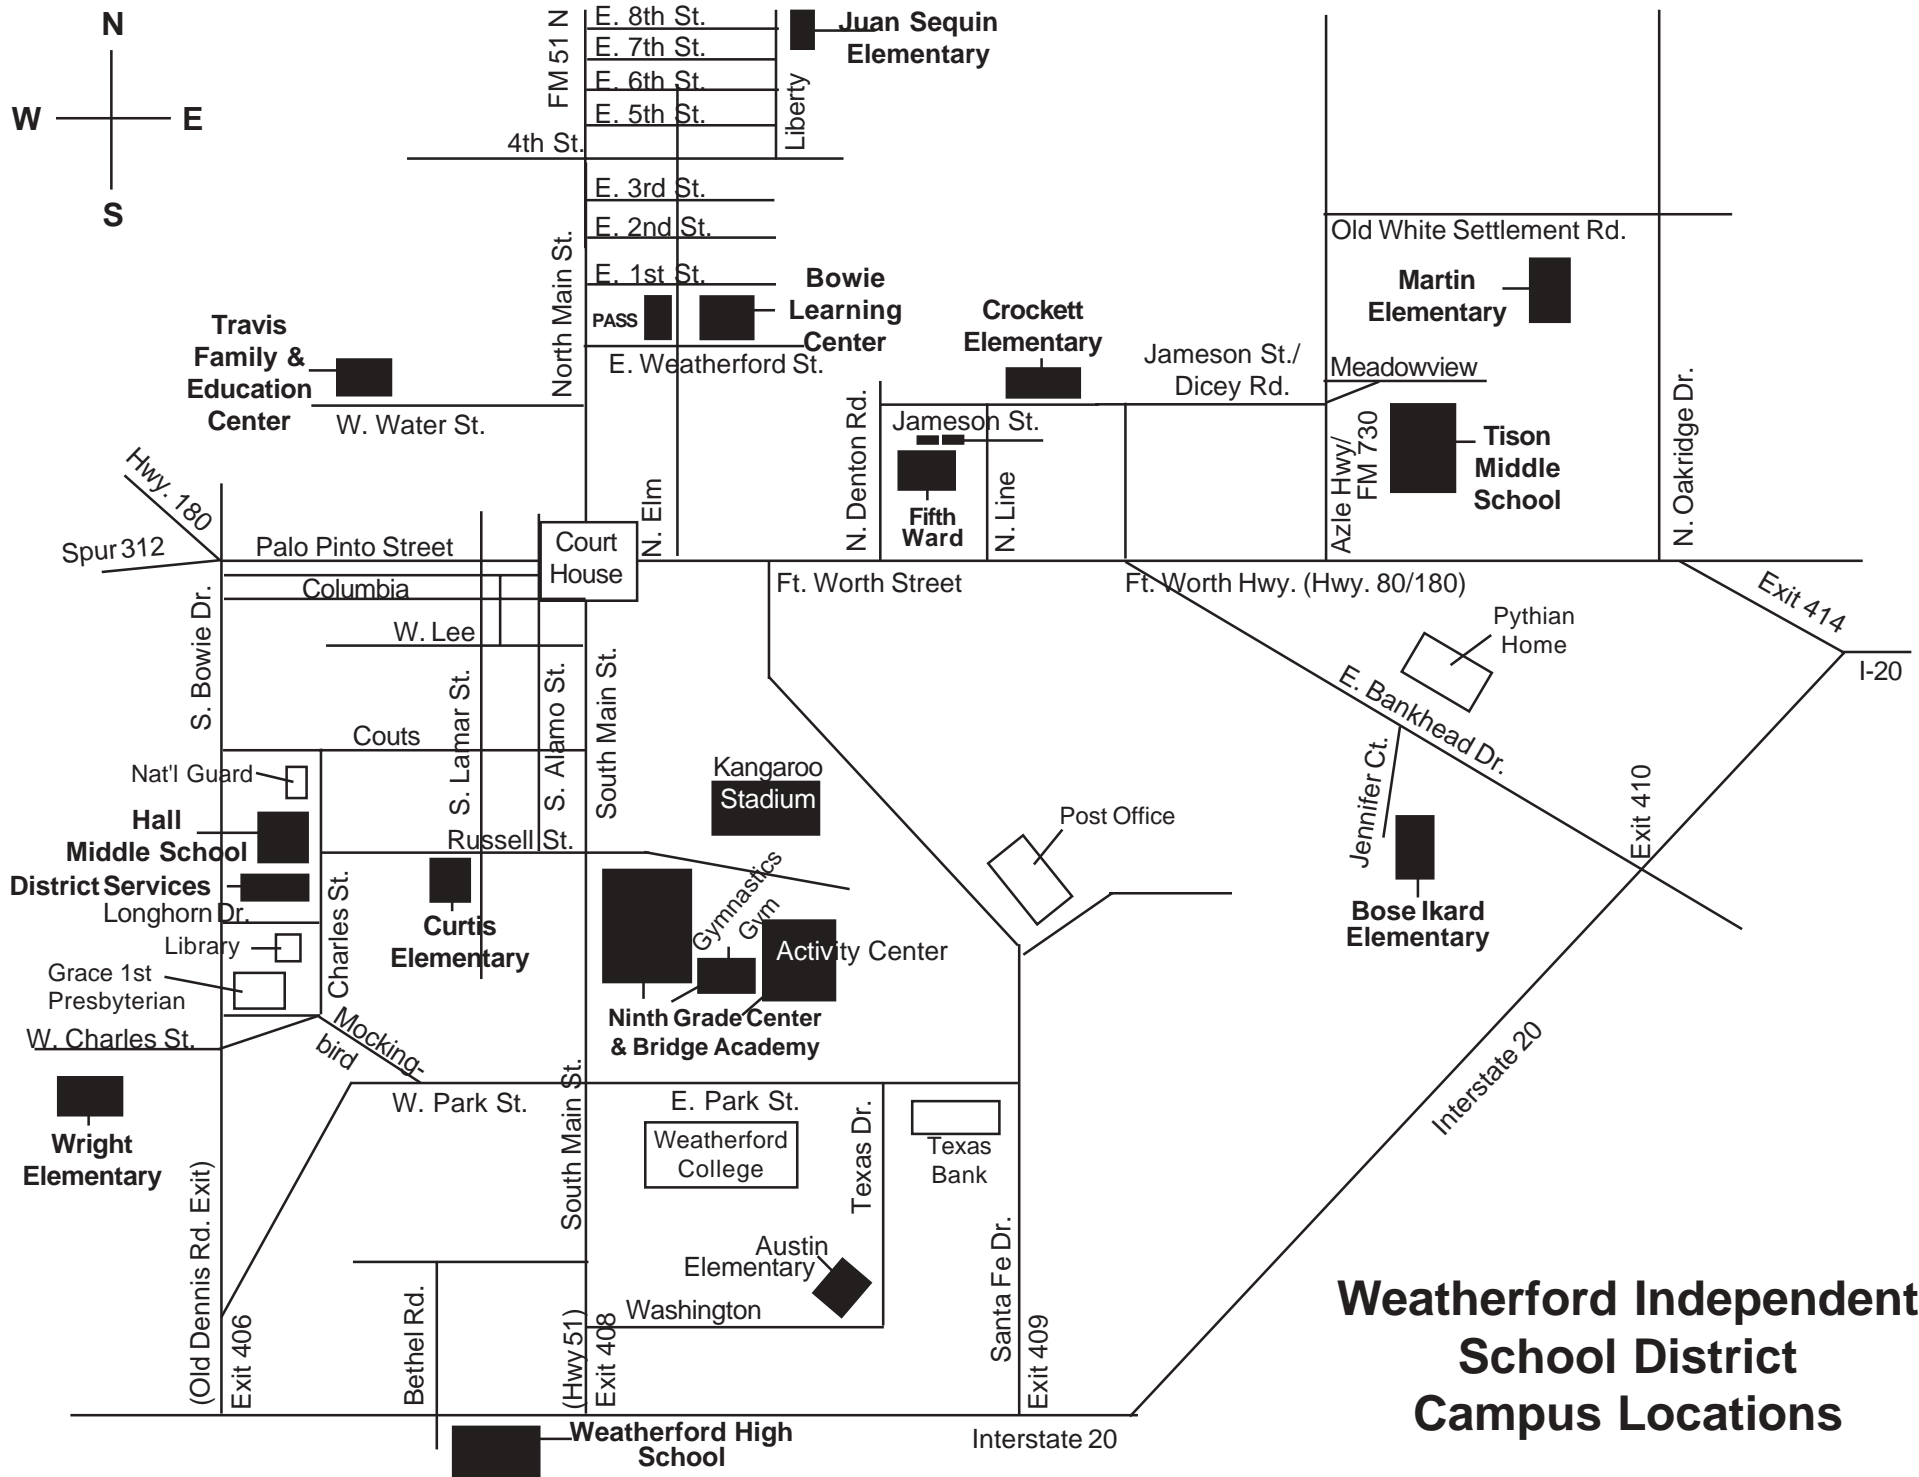 N
W
E
S
FM 51 N
E. 8th St.
E. 7th St.
E. 6th St.
E. 5th St.
4th St.
Liberty
Juan Sequin
Elementary
E. 3rd St.
E. 2nd St.
E. 1st St.
North Main St.
PASS
Bowie
Learning
Center
E. Weatherford St.
Travis
Family &
Education
Center
W. Water St.
Crockett
Elementary
Jameson St./
Dicey Rd.
Old White Settlement Rd.
Martin
Elementary
Meadowview
N. Denton Rd.
Jameson St.
Fifth
Ward
N. Line
Azle Hwy/
FM 730
Tison
Middle
School
N. Oakridge Dr.
Hwy. 180
Spur 312
Palo Pinto Street
Columbia
W. Lee
Court
House
N. Elm
Ft. Worth Street
Ft. Worth Hwy. (Hwy. 80/180)
Exit 414
I-20
Pythian
Home
E. Bankhead Dr.
S. Bowie Dr.
Couts
S. Lamar St.
S. Alamo St.
South Main St.
Nat'l Guard
Hall
Middle School
District Services
Longhorn Dr.
Library
Grace 1st
Presbyterian
Charles St.
W. Charles St.
Mocking-
bird
Russell St.
Curtis
Elementary
Kangaroo
Stadium
Gymnastics
Gym
Activity Center
Ninth Grade Center
& Bridge Academy
Post Office
Jennifer Ct.
Bose Ikard
Elementary
Exit 410
Interstate 20
Wright
Elementary
W. Park St.
E. Park St.
South Main St.
Weatherford
College
Texas Dr.
Texas
Bank
Austin
Elementary
Washington
Santa Fe Dr.
(Old Dennis Rd. Exit)
Exit 406
Bethel Rd.
(Hwy 51)
Exit 408
Exit 409
Weatherford High
School
Interstate 20
Weatherford Independent
School District
Campus Locations